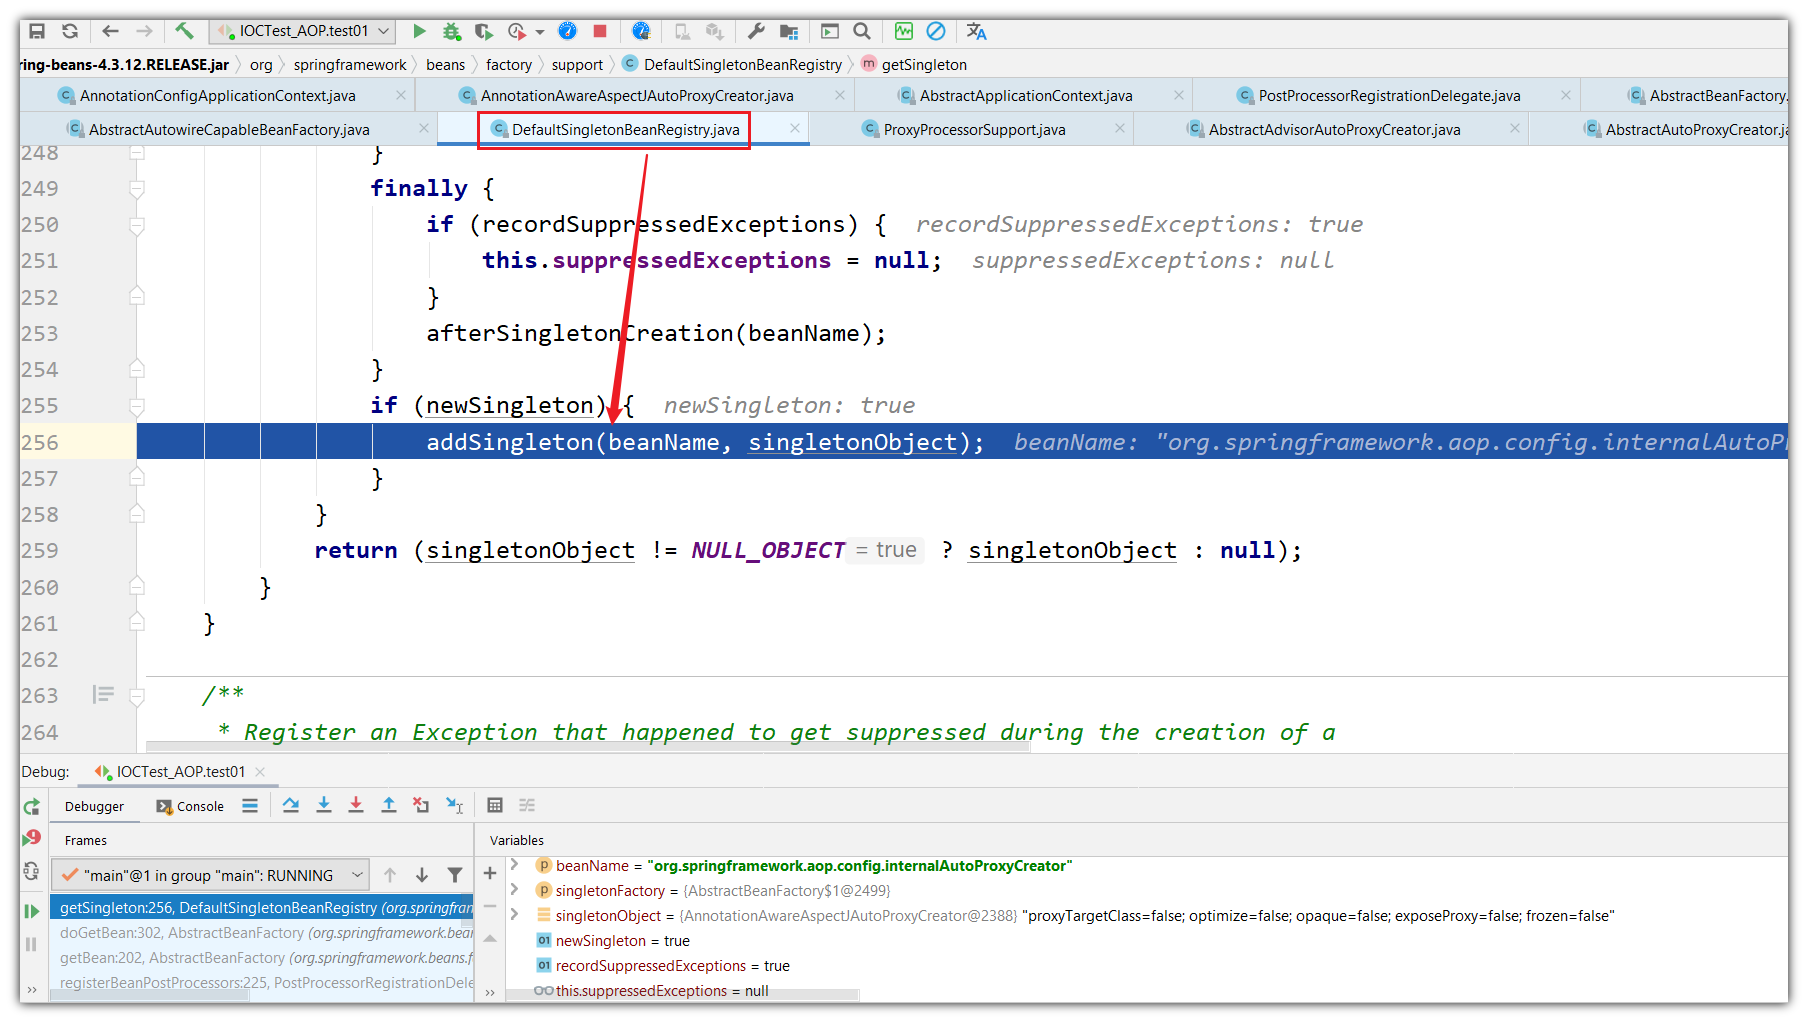 IOCTest_AOP.test01
ring-beans-4.3.12.RELEASE.jar org springframework beans factory support DefaultSingletonBeanRegistry getSingleton
AnnotationConfigApplicationContext.java AnnotationAwareAspectJAutoProxyCreator.java AbstractApplicationContext.java PostProcessorRegistrationDelegate.java AbstractBeanFactory.
AbstractAutowireCapableBeanFactory.java DefaultSingletonBeanRegistry.java ProxyProcessorSupport.java AbstractAdvisorAutoProxyCreator.java AbstractAutoProxyCreator.ja
248 }
249 finally {
250 if (recordSuppressedExceptions) { recordSuppressedExceptions: true
251 this.suppressedExceptions = null; suppressedExceptions: null
252 }
253 afterSingletonCreation(beanName);
254 }
255 if (newSingleton) { newSingleton: true
256 addSingleton(beanName, singletonObject); beanName: "org.springframework.aop.config.internalAutoPr
257 }
258 }
259 return (singletonObject != NULL_OBJECT = true ? singletonObject : null);
260 }
261 }
262
263 /**
264 * Register an Exception that happened to get suppressed during the creation of a
Debug: IOCTest_AOP.test01
Debugger Console
Frames
"main"@1 in group "main": RUNNING
getSingleton:256, DefaultSingletonBeanRegistry (org.springfran
doGetBean:302, AbstractBeanFactory (org.springframework.bea
getBean:202, AbstractBeanFactory (org.springframework.beans.f
registerBeanPostProcessors:225, PostProcessorRegistrationDele
Variables
beanName = "org.springframework.aop.config.internalAutoProxyCreator"
singletonFactory = {AbstractBeanFactory$1@2499}
singletonObject = {AnnotationAwareAspectJAutoProxyCreator@2388} "proxyTargetClass=false; optimize=false; opaque=false; exposeProxy=false; frozen=false"
newSingleton = true
recordSuppressedExceptions = true
this.suppressedExceptions = null